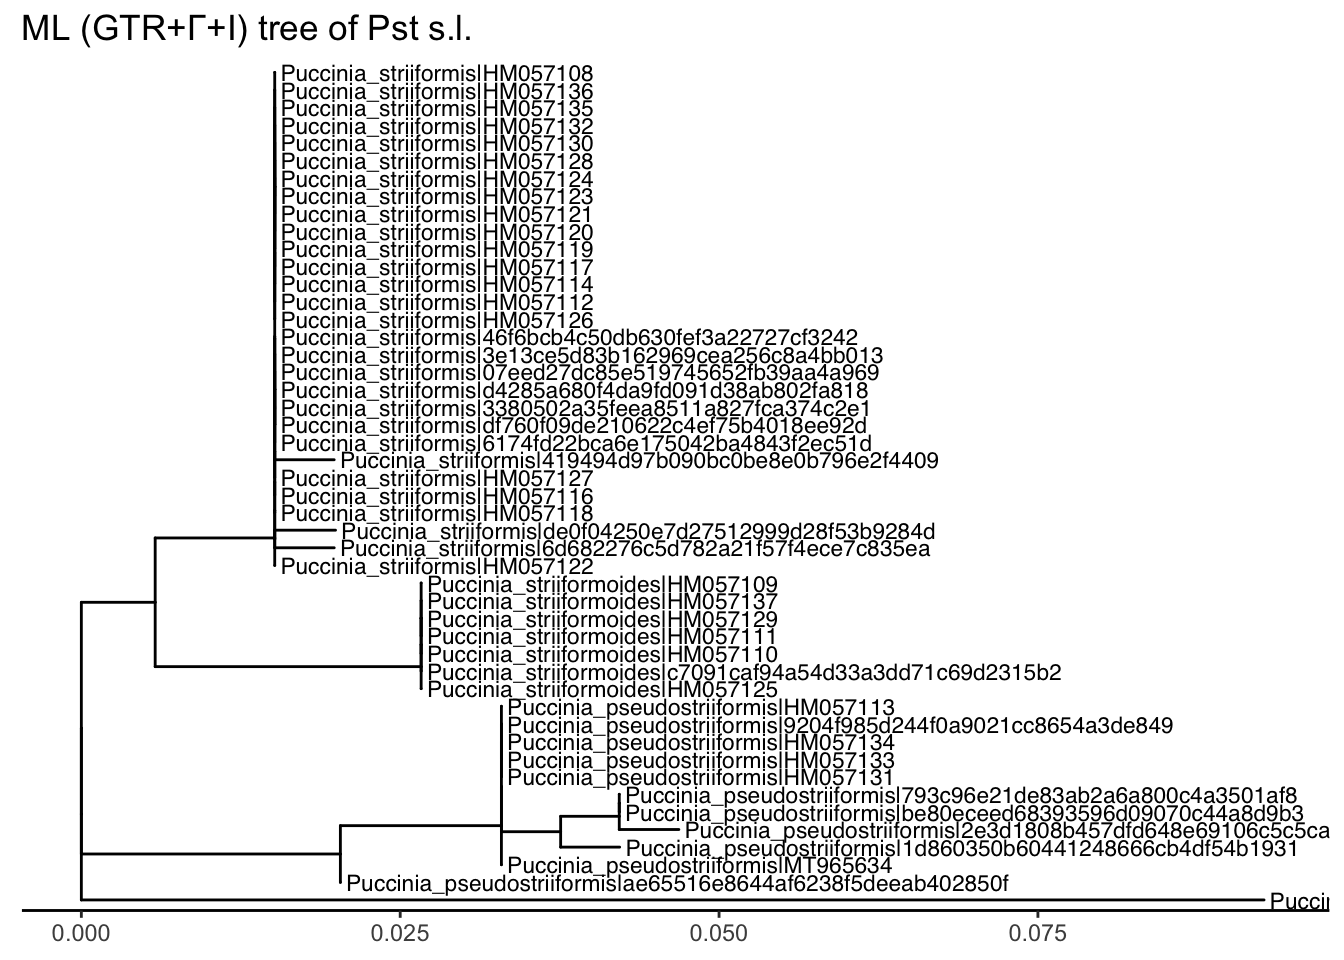 ML (GTR+Γ+I) tree of Pst s.l.
Puccinia_striiformis|HM057108
Puccinia_striiformis|HM057136
Puccinia_striiformis|HM057135
Puccinia_striiformis|HM057132
Puccinia_striiformis|HM057130
Puccinia_striiformis|HM057128
Puccinia_striiformis|HM057124
Puccinia_striiformis|HM057123
Puccinia_striiformis|HM057121
Puccinia_striiformis|HM057120
Puccinia_striiformis|HM057119
Puccinia_striiformis|HM057117
Puccinia_striiformis|HM057114
Puccinia_striiformis|HM057112
Puccinia_striiformis|HM057126
Puccinia_striiformis|46f6bcb4c50db630fef3a22727cf3242
Puccinia_striiformis|3e13ce5d83b162969cea256c8a4bb013
Puccinia_striiformis|07eed27dc85e519745652fb39aa4a969
Puccinia_striiformis|d4285a680f4da9fd091d38ab802fa818
Puccinia_striiformis|3380502a35feea8511a827fca374c2e1
Puccinia_striiformis|df760f09de210622c4ef75b4018ee92d
Puccinia_striiformis|6174fd22bca6e175042ba4843f2ec51d
Puccinia_striiformis|419494d97b090bc0be8e0b796e2f4409
Puccinia_striiformis|HM057127
Puccinia_striiformis|HM057116
Puccinia_striiformis|HM057118
Puccinia_striiformis|de0f04250e7d27512999d28f53b9284d
Puccinia_striiformis|6d682276c5d782a21f57f4ece7c835ea
Puccinia_striiformis|HM057122
Puccinia_striiformoides|HM057109
Puccinia_striiformoides|HM057137
Puccinia_striiformoides|HM057129
Puccinia_striiformoides|HM057111
Puccinia_striiformoides|HM057110
Puccinia_striiformoides|c7091caf94a54d33a3dd71c69d2315b2
Puccinia_striiformoides|HM057125
Puccinia_pseudostriiformis|HM057113
Puccinia_pseudostriiformis|9204f985d244f0a9021cc8654a3de849
Puccinia_pseudostriiformis|HM057134
Puccinia_pseudostriiformis|HM057133
Puccinia_pseudostriiformis|HM057131
Puccinia_pseudostriiformis|793c96e21de83ab2a6a800c4a3501af8
Puccinia_pseudostriiformis|be80eceed68393596d09070c44a8d9b3
Puccinia_pseudostriiformis|2e3d1808b457dfd648e69106c5c5ca
Puccinia_pseudostriiformis|1d860350b60441248666cb4df54b1931
Puccinia_pseudostriiformis|MT965634
Puccinia_pseudostriiformis|ae65516e8644af6238f5deeab402850f
0.000 0.025 0.050 0.075